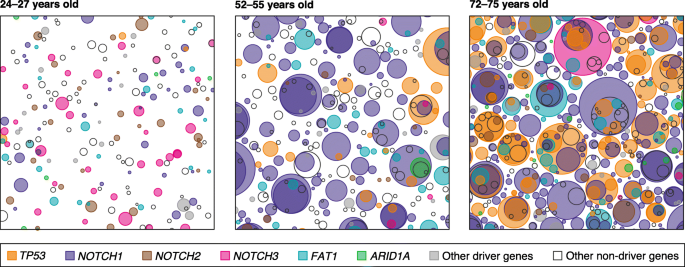 24–27 years old
52–55 years old
72–75 years old
TP53 NOTCH1 NOTCH2 NOTCH3 FAT1 ARID1A Other driver genes Other non-driver genes